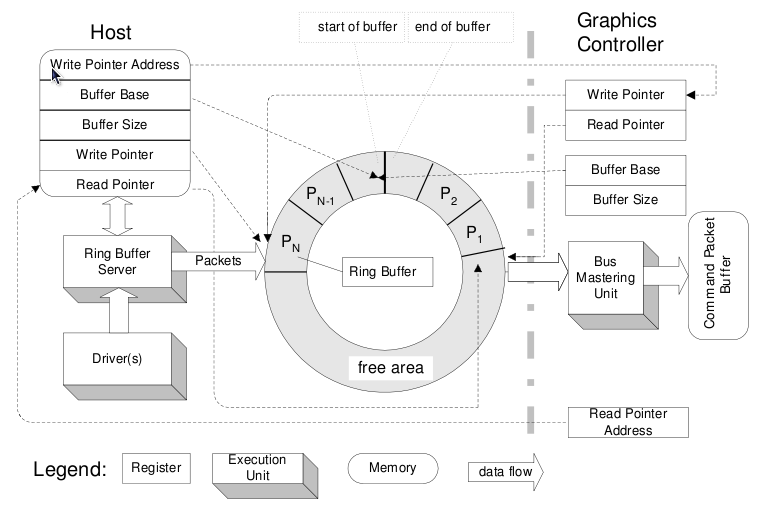 Host
start of buffer
end of buffer
Graphics
Controller
Write Pointer Address
Buffer Base
Buffer Size
Write Pointer
Read Pointer
Write Pointer
Read Pointer
Buffer Base
Buffer Size
P_N-1
P_2
P_N
P_1
Ring Buffer
Server
Packets
Ring Buffer
Bus
Mastering
Unit
Command Packet
Buffer
Driver(s)
free area
Read Pointer
Address
Legend:
Register
Execution
Unit
Memory
data flow